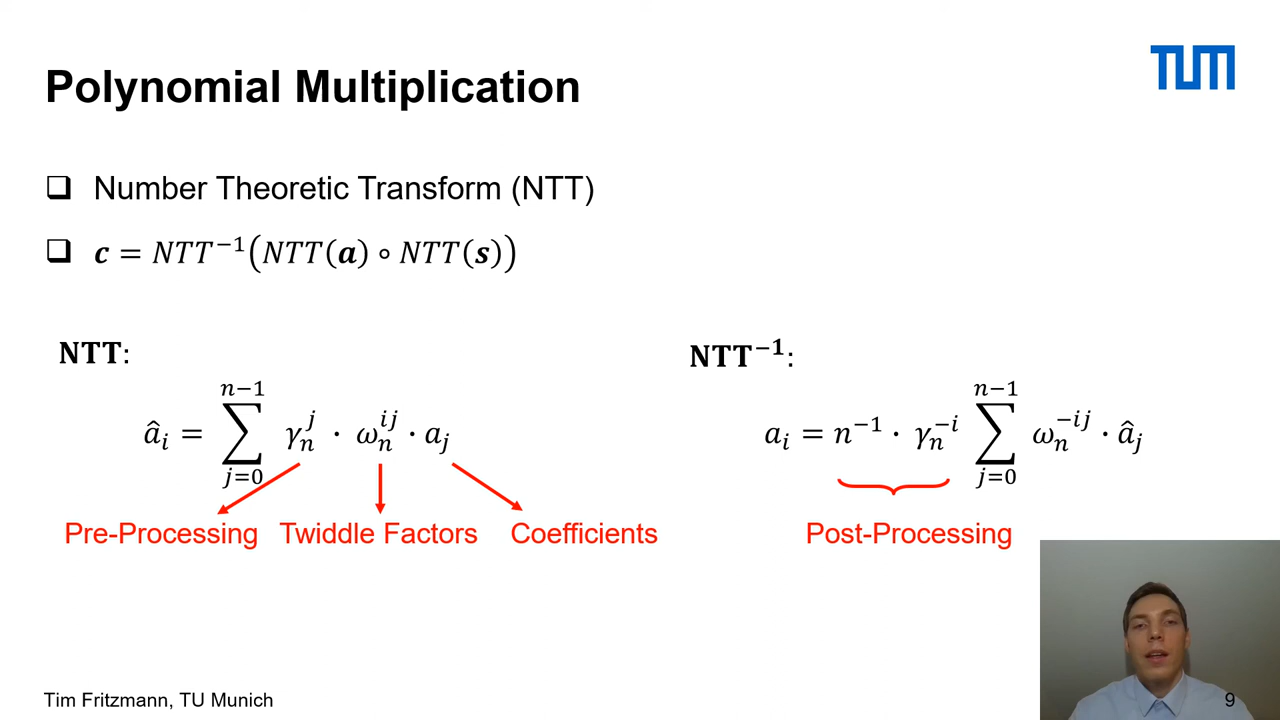 Polynomial Multiplication
TUM
❑ Number Theoretic Transform (NTT)
❑ 𝒄 = NTT⁻¹(NTT(𝒂) ∘ NTT(𝒔))
NTT:
â_i = ∑_{j=0}^{n−1} γ_n^j · ω_n^{ij} · a_j
Pre-Processing Twiddle Factors Coefficients
NTT⁻¹:
a_i = n⁻¹ · γ_n^{−i} ∑_{j=0}^{n−1} ω_n^{−ij} · â_j
Post-Processing
Tim Fritzmann, TU Munich
9